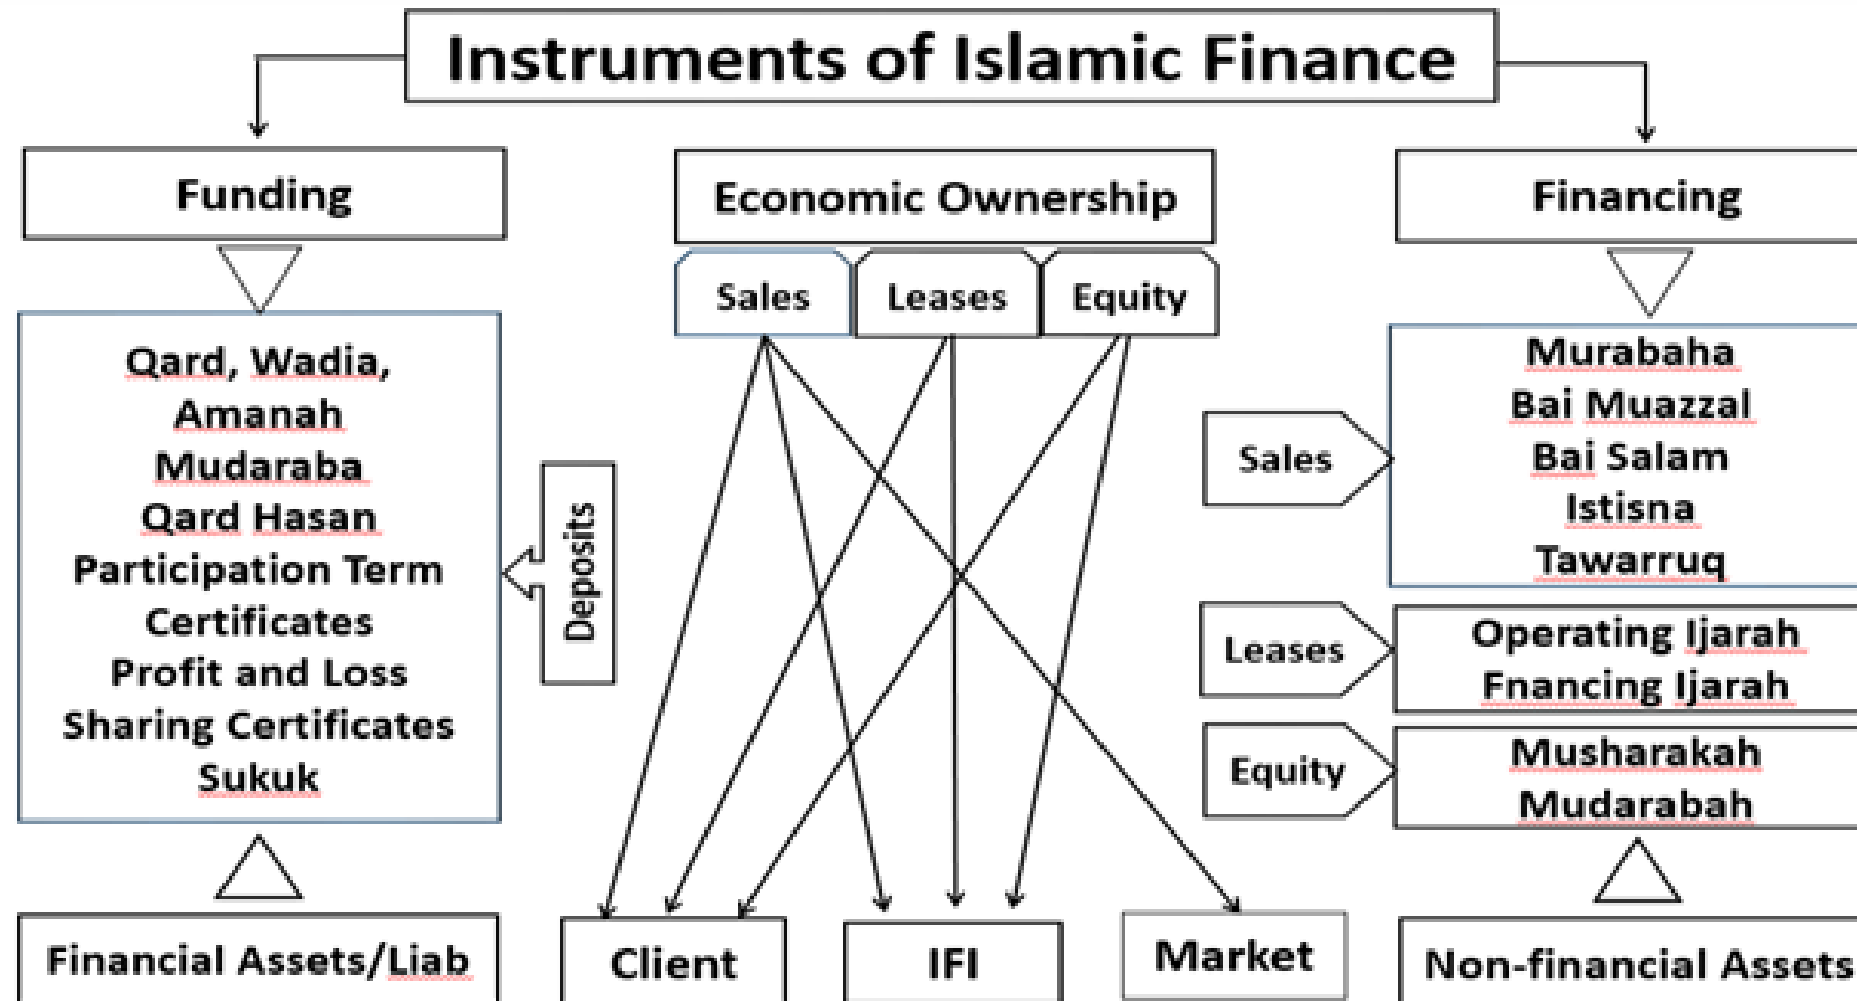 Instruments of Islamic Finance
Funding
Economic Ownership
Financing
Sales
Leases
Equity
Qard, Wadia,
Amanah
Mudaraba
Qard Hasan
Participation Term
Certificates
Profit and Loss
Sharing Certificates
Sukuk
Deposits
Sales
Murabaha
Bai Muazzal
Bai Salam
Istisna
Tawarruq
Leases
Operating Ijarah
Fnancing Ijarah
Equity
Musharakah
Mudarabah
Financial Assets/Liab
Client
IFI
Market
Non-financial Assets